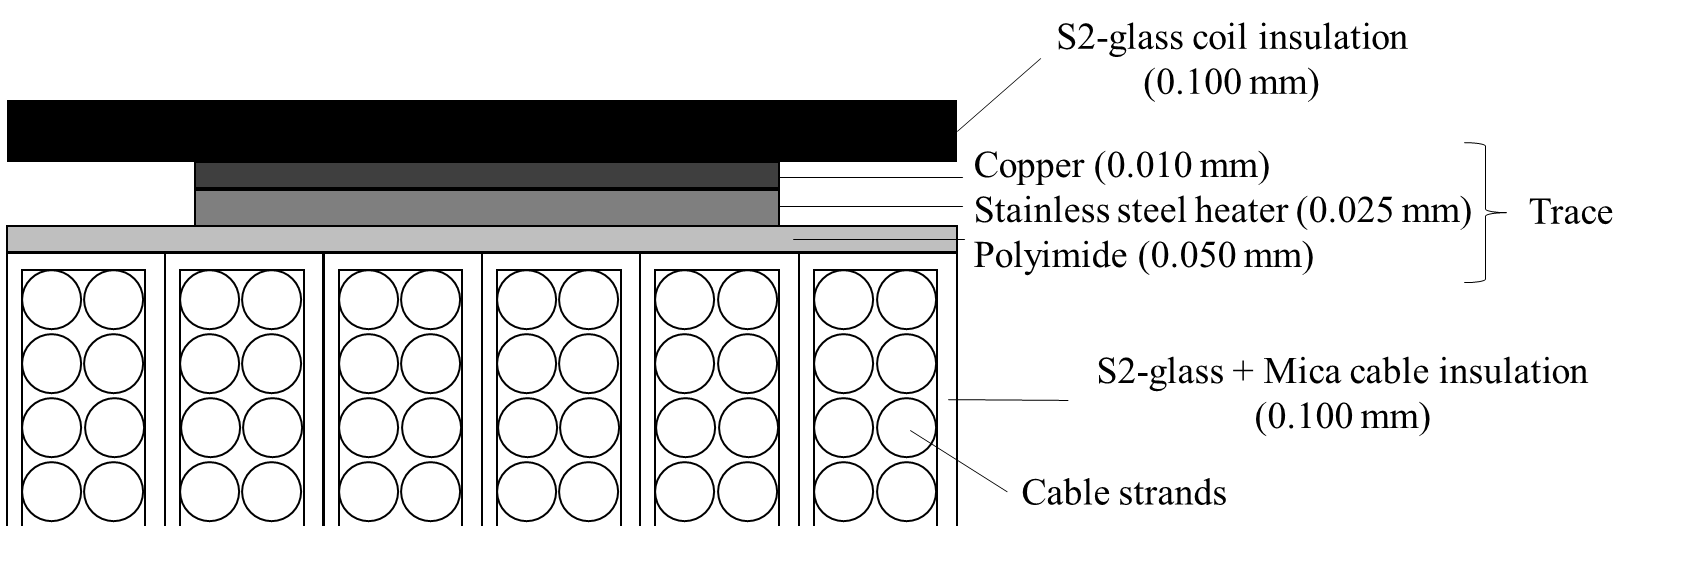 S2-glass coil insulation
(0.100 mm)
Copper (0.010 mm)
Stainless steel heater (0.025 mm)
Trace
Polyimide (0.050 mm)
S2-glass + Mica cable insulation
(0.100 mm)
Cable strands